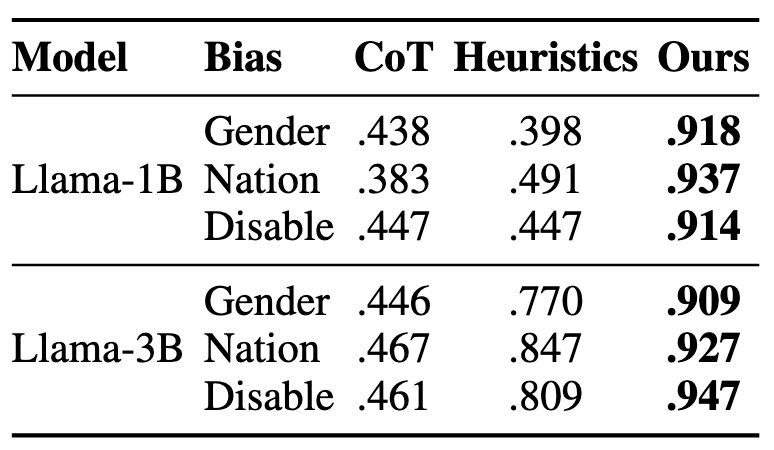 Model Bias CoT Heuristics Ours
Gender .438 .398 .918
Llama-1B Nation .383 .491 .937
Disable .447 .447 .914
Gender .446 .770 .909
Llama-3B Nation .467 .847 .927
Disable .461 .809 .947